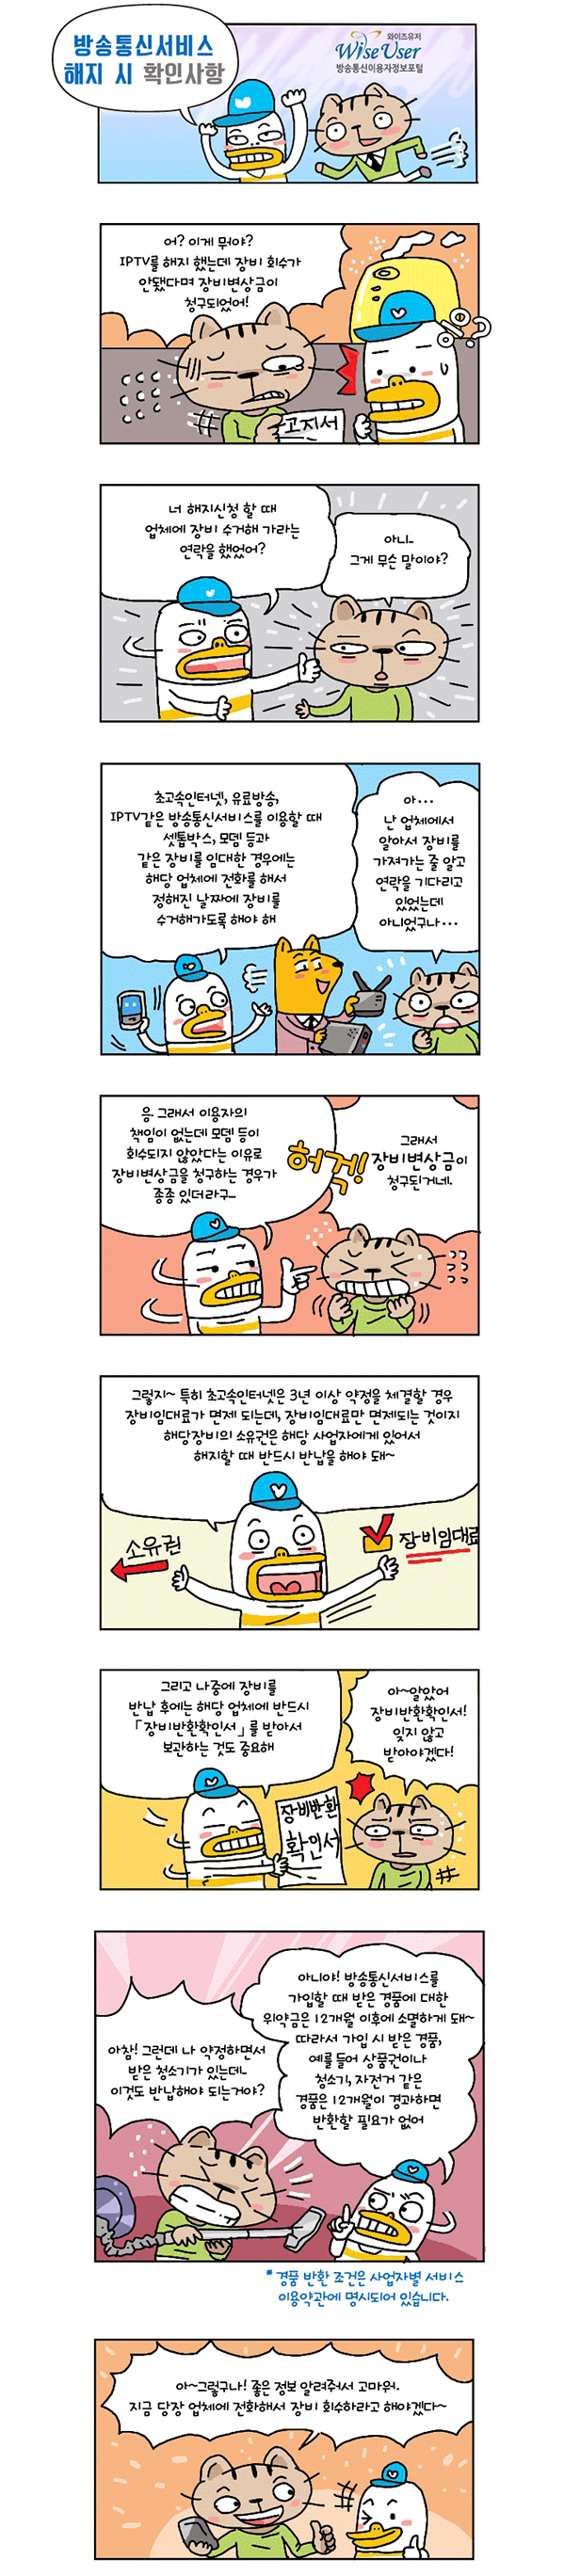 방송통신서비스
해지 시 확인사항
와이즈유저
Wise User
방송통신이용자정보포털
어? 이게 뭐야?
IPTV를 해지 했는데 장비 회수가
안됐다며 장비변상금이
청구되었어!
고지서
너 해지신청 할 때
업체에 장비 수거해 가라는
연락을 했었어?
아니..
그게 무슨 말이야?
초고속인터넷, 유료방송,
IPTV같은 방송통신서비스를 이용할 때
셋톱박스, 모뎀 등과
같은 장비를 임대한 경우에는
해당 업체에 전화를 해서
정해진 날짜에 장비를
수거해가도록 해야 해
아...
난 업체에서
알아서 장비를
가져가는 줄 알고
연락을 기다리고
있었는데
아니었구나...
응. 그래서 이용자의
책임이 없는데 모뎀 등이
회수되지 않았다는 이유로
장비변상금을 청구하는 경우가
종종 있더라구..
허걱!
그래서
장비변상금이
청구된거네.
그렇지~ 특히 초고속인터넷은 3년 이상 약정을 체결할 경우
장비임대료가 면제 되는데, 장비임대료만 면제되는 것이지
해당장비의 소유권은 해당 사업자에게 있어서
해지할 때 반드시 반납을 해야 돼~
소유권
장비임대료
그리고 나중에 장비를
반납 후에는 해당 업체에 반드시
「장비반환확인서」를 받아서
보관하는 것도 중요해
아~알았어
장비반환확인서!
잊지 않고
받아야겠다!
장비반환
확인서
아참! 그런데 나 약정하면서
받은 청소기가 있는데..
이것도 반납해야 되는거야?
아니야! 방송통신서비스를
가입할 때 받은 경품에 대한
위약금은 12개월 이후에 소멸하게 돼~
따라서 가입 시 받은 경품,
예를 들어 상품권이나
청소기, 자전거 같은
경품은 12개월이 경과하면
반환할 필요가 없어
* 경품 반환 조건은 사업자별 서비스
이용약관에 명시되어 있습니다.
아~그렇구나! 좋은 정보 알려줘서 고마워.
지금 당장 업체에 전화해서 장비 회수하라고 해야겠다~